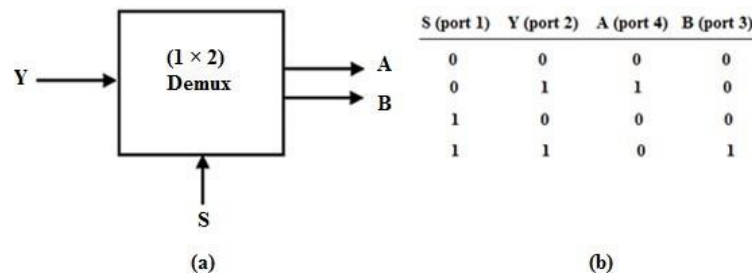 (1 × 2)
Demux
Y
A
B
S
(a)
S (port 1) Y (port 2) A (port 4) B (port 3)
0 0 0 0
0 1 1 0
1 0 0 0
1 1 0 1
(b)